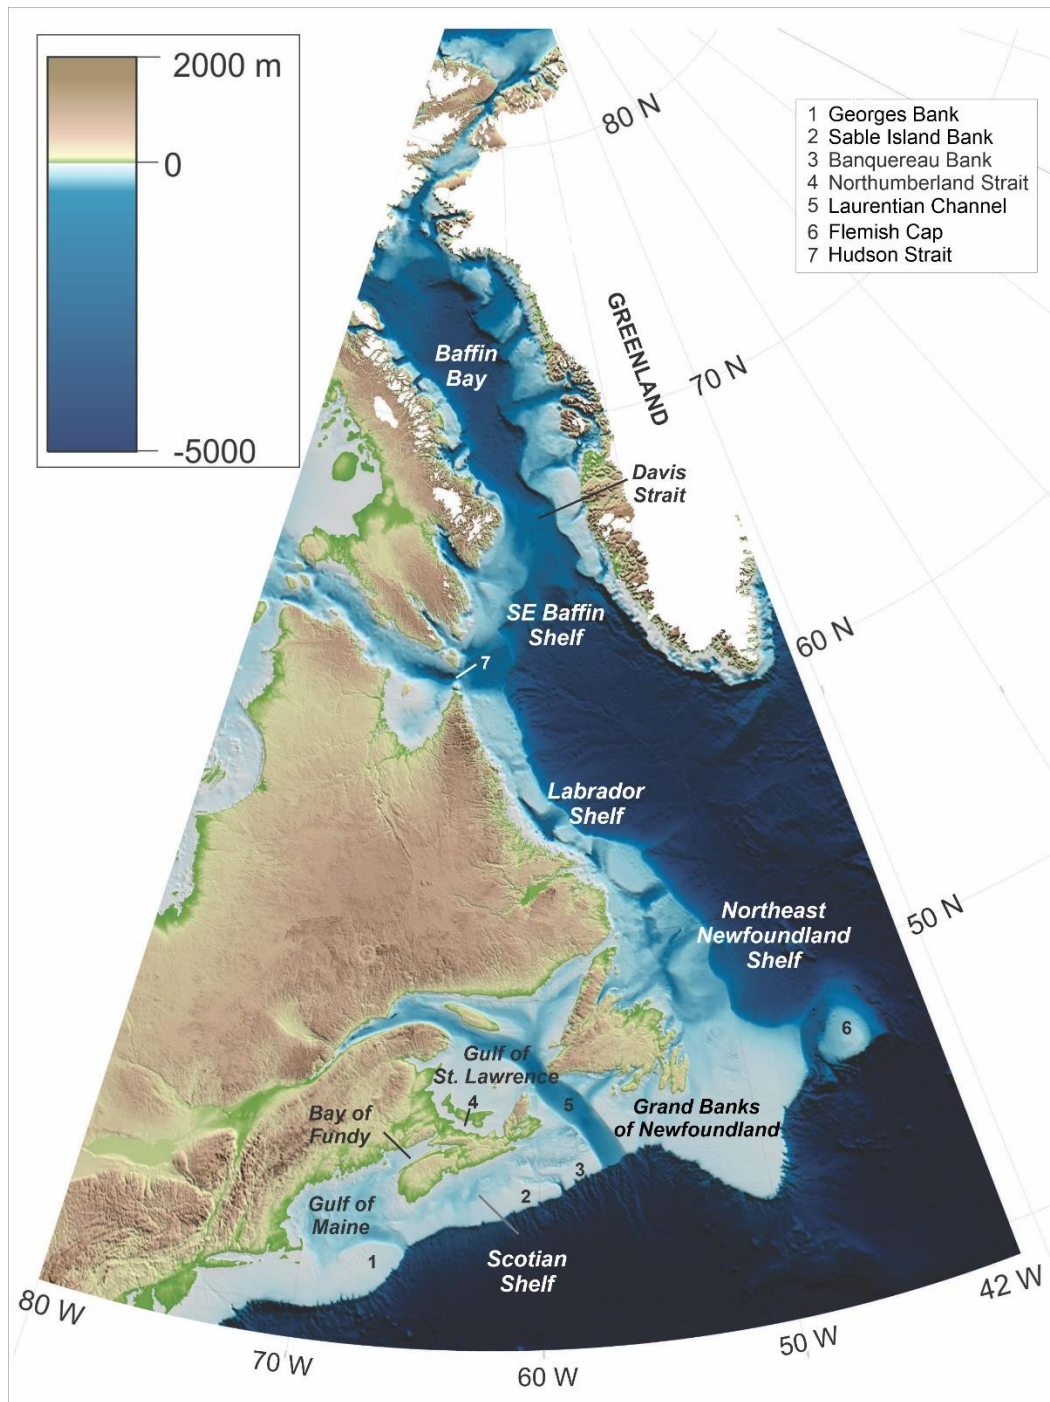 2000 m
0
-5000
80 N
1 Georges Bank
2 Sable Island Bank
3 Banquereau Bank
4 Northumberland Strait
5 Laurentian Channel
6 Flemish Cap
7 Hudson Strait
GREENLAND
Baffin
Bay
70 N
Davis
Strait
SE Baffin
Shelf
60 N
7
Labrador
Shelf
Northeast
Newfoundland
Shelf
50 N
6
Gulf of
St. Lawrence
4
5
Bay of
Fundy
Grand Banks
of Newfoundland
3
2
Gulf of
Maine
1
Scotian
Shelf
80 W
70 W
60 W
50 W
42 W